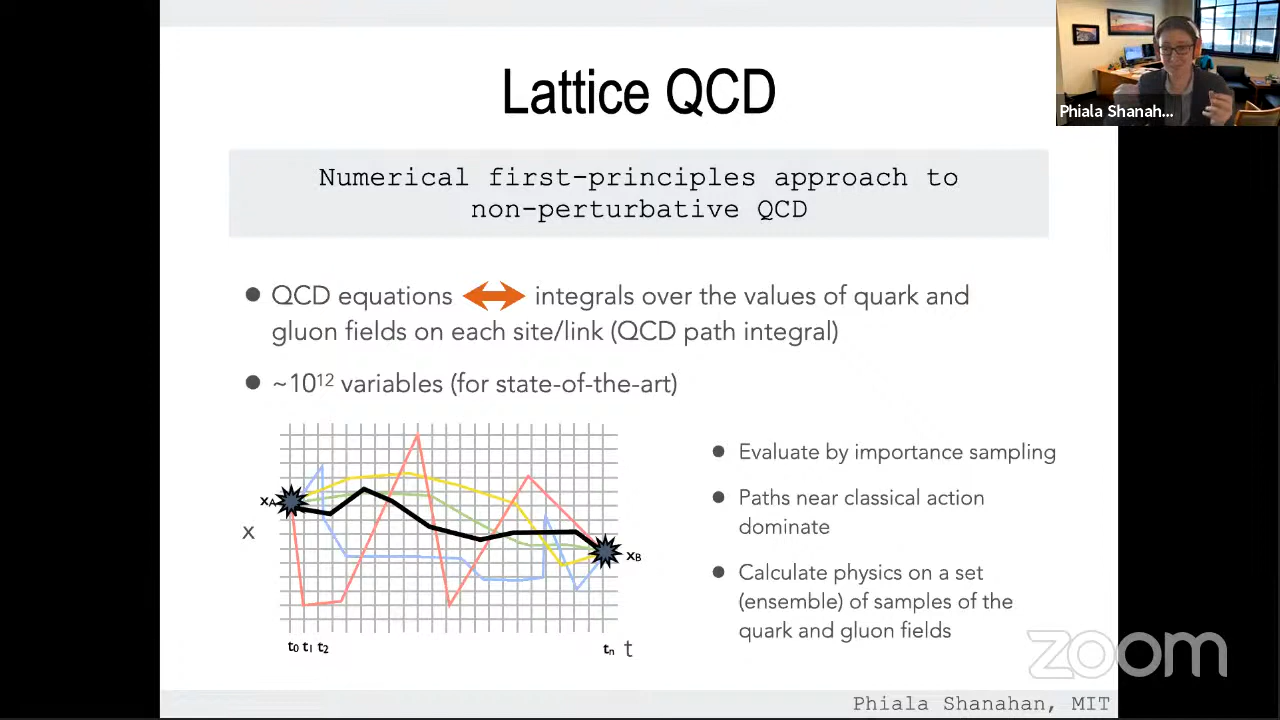 Lattice QCD
Phiala Shanah...
Numerical first-principles approach to
non-perturbative QCD
QCD equations
integrals over the values of quark and
gluon fields on each site/link (QCD path integral)
~10¹² variables (for state-of-the-art)
Evaluate by importance sampling
Paths near classical action
dominate
Calculate physics on a set
(ensemble) of samples of the
quark and gluon fields
xA
x
xB
t₀ t₁ t₂
tₙ t
zoom
Phiala Shanahan, MIT